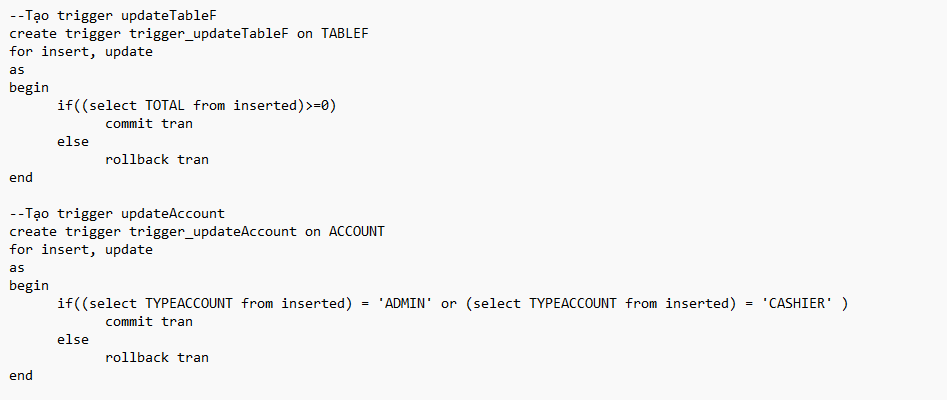 --Tạo trigger updateTableF
create trigger trigger_updateTableF on TABLEF
for insert, update
as
begin
      if((select TOTAL from inserted)>=0)
            commit tran
      else
            rollback tran
end

--Tạo trigger updateAccount
create trigger trigger_updateAccount on ACCOUNT
for insert, update
as
begin
      if((select TYPEACCOUNT from inserted) = 'ADMIN' or (select TYPEACCOUNT from inserted) = 'CASHIER' )
            commit tran
      else
            rollback tran
end